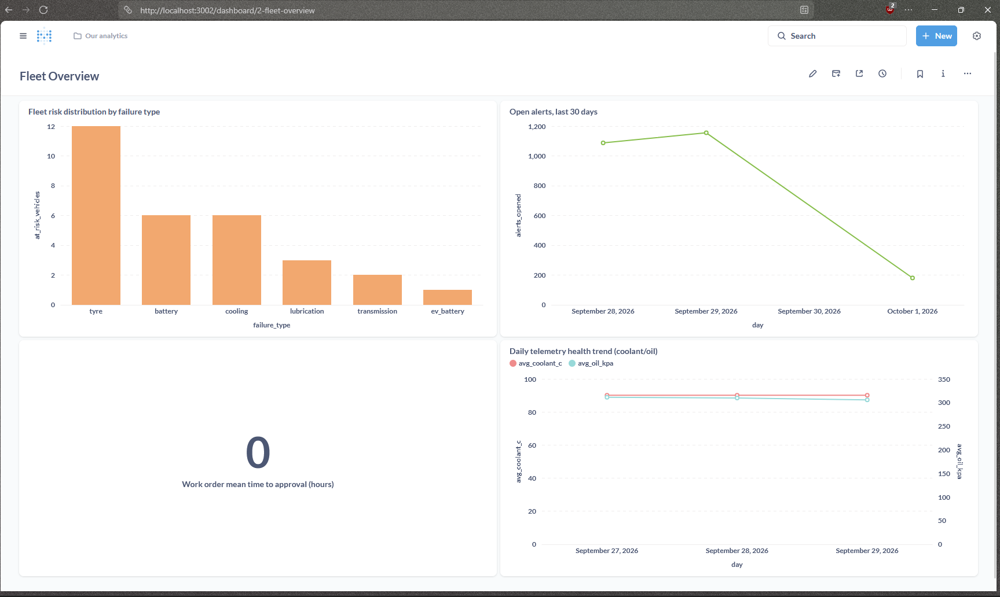 http://localhost:3002/dashboard/2-fleet-overview
2
Our analytics
Search
New
Fleet Overview
Fleet risk distribution by failure type
12
10
8
6
4
2
0
at_risk_vehicles
tyre
battery
cooling
lubrication
transmission
ev_battery
failure_type
Open alerts, last 30 days
1,200
1,000
800
600
400
200
0
alerts_opened
September 28, 2026
September 29, 2026
September 30, 2026
October 1, 2026
day
0
Work order mean time to approval (hours)
Daily telemetry health trend (coolant/oil)
avg_coolant_c
avg_oil_kpa
100
80
60
40
20
0
avg_coolant_c
350
300
250
200
150
100
50
0
avg_oil_kpa
September 27, 2026
September 28, 2026
September 29, 2026
day